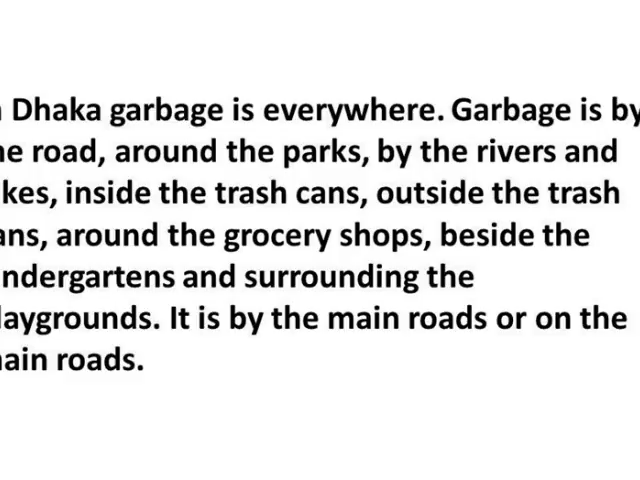 Dhaka garbage is everywhere. Garbage is by
road, around the parks, by the rivers and
inside the trash cans, outside the trash
around the grocery shops, beside the
and surrounding the
It is by the main roads or on the
roads.